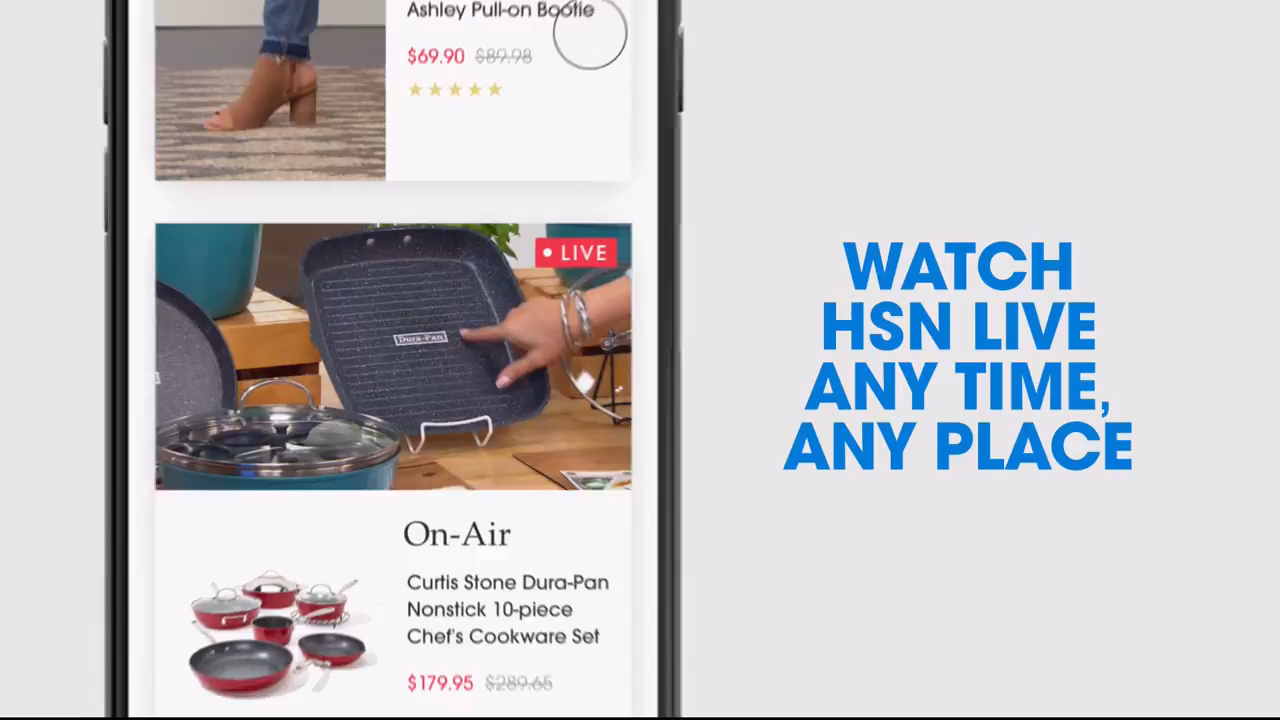 Ashley Pull-on Bootie
$69.90 $89.98
LIVE
Dura-Pan
On-Air
Curtis Stone Dura-Pan
Nonstick 10-piece
Chef's Cookware Set
$179.95 $289.65
WATCH
HSN LIVE
ANY TIME,
ANY PLACE